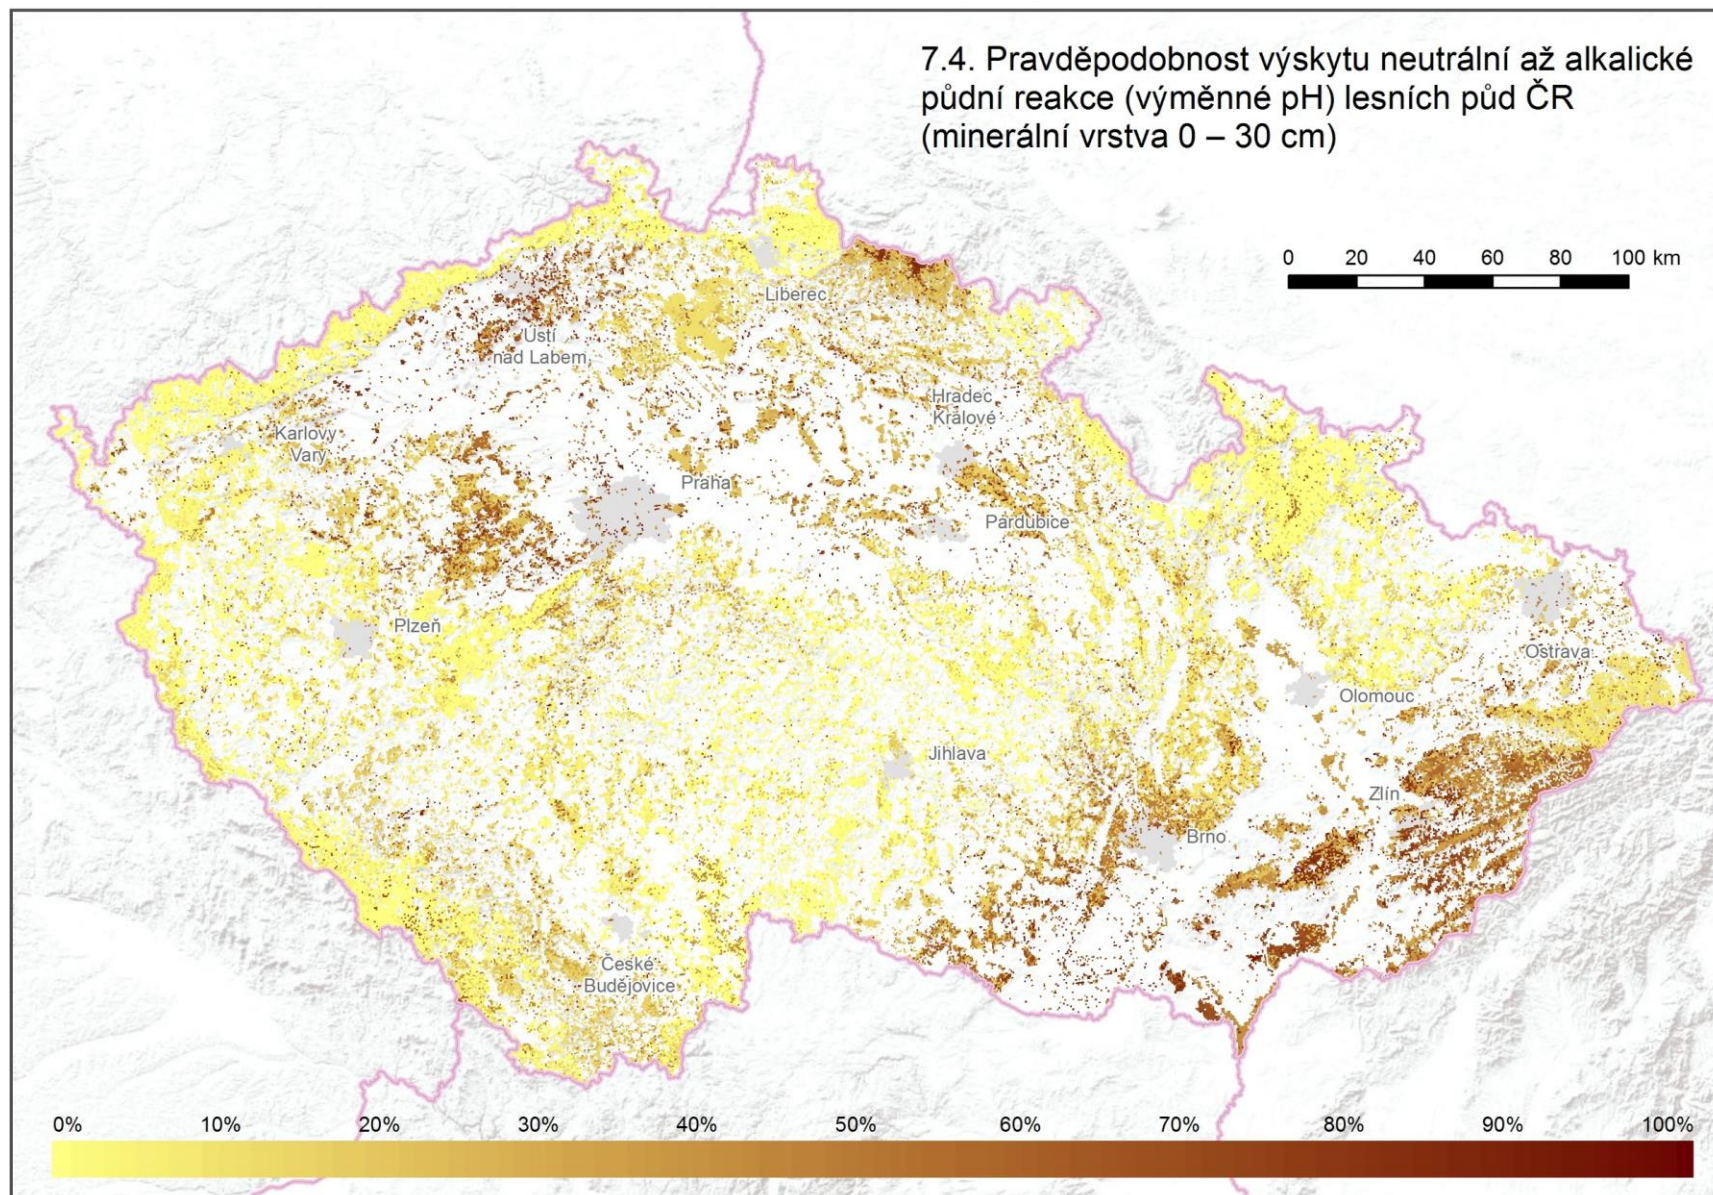 7.4. Pravděpodobnost výskytu neutrální až alkalické
půdní reakce (výměnné pH) lesních půd ČR
(minerální vrstva 0 – 30 cm)
0 20 40 60 80 100 km
Liberec
Ústí
nad Labem
Hradec
Králové
Karlovy
Vary
Praha
Pardubice
Plzeň
Ostrava
Olomouc
Jihlava
Zlín
Brno
České
Budějovice
0% 10% 20% 30% 40% 50% 60% 70% 80% 90% 100%